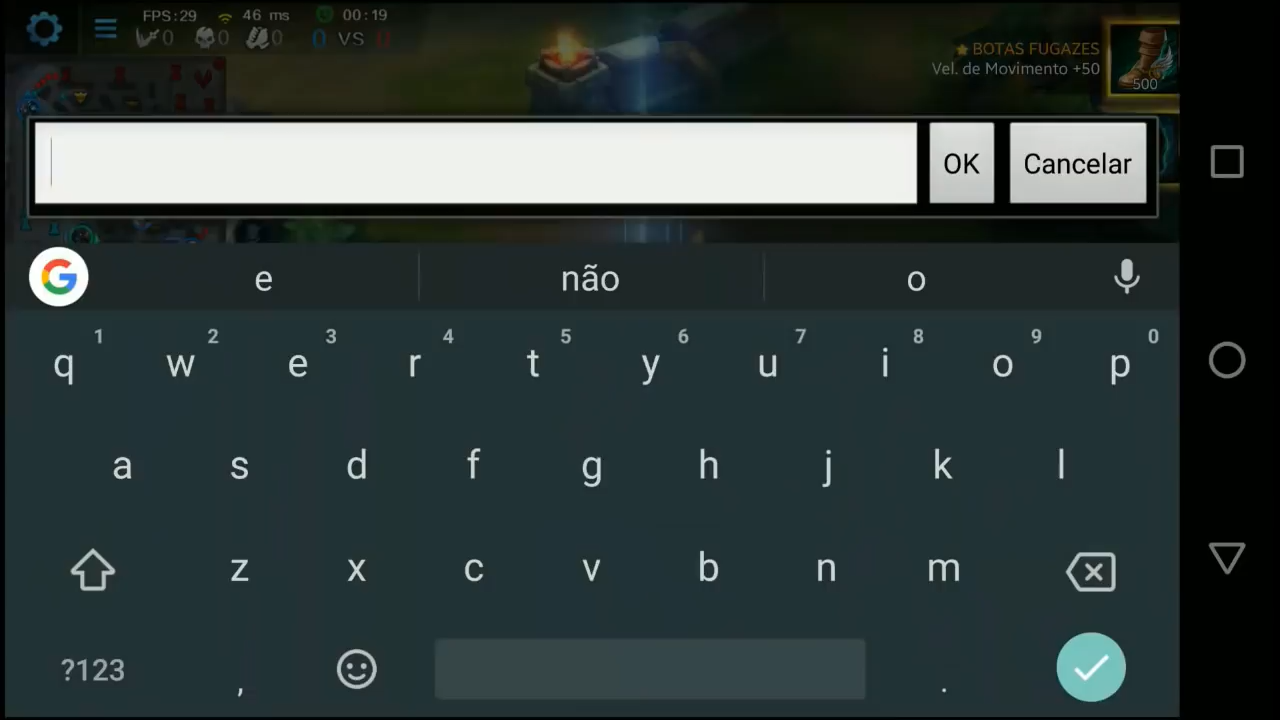 FPS:29 46 ms 00:19
0 0 0 0 VS 0
BOTAS FUGAZES
Vel. de Movimento +50
500
OK Cancelar
G e não o
1 2 3 4 5 6 7 8 9 0
q w e r t y u i o p
a s d f g h j k l
z x c v b n m
?123 , .